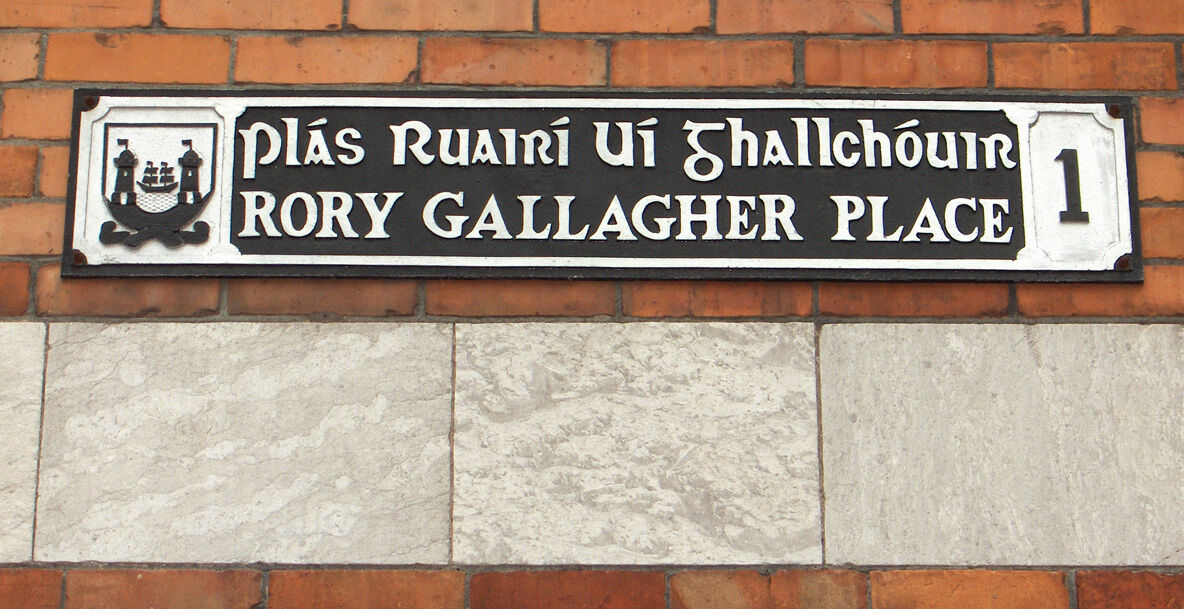 Plás Ruairí Uí Ghallchóuir
RORY GALLAGHER PLACE
1